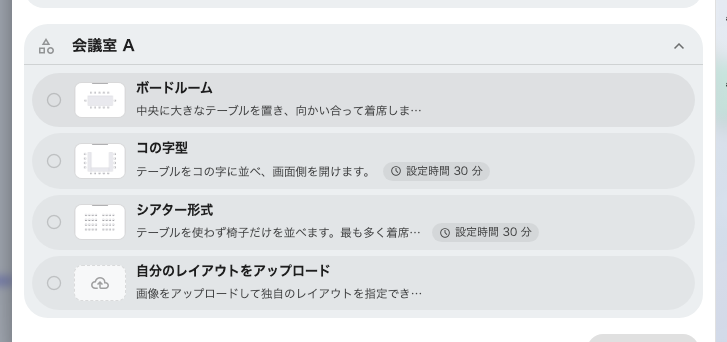 会議室 A
ボードルーム
中央に大きなテーブルを置き、向かい合って着席しま…
コの字型
テーブルをコの字に並べ、画面側を開けます。 設定時間 30 分
シアター形式
テーブルを使わず椅子だけを並べます。最も多く着席… 設定時間 30 分
自分のレイアウトをアップロード
画像をアップロードして独自のレイアウトを指定でき…